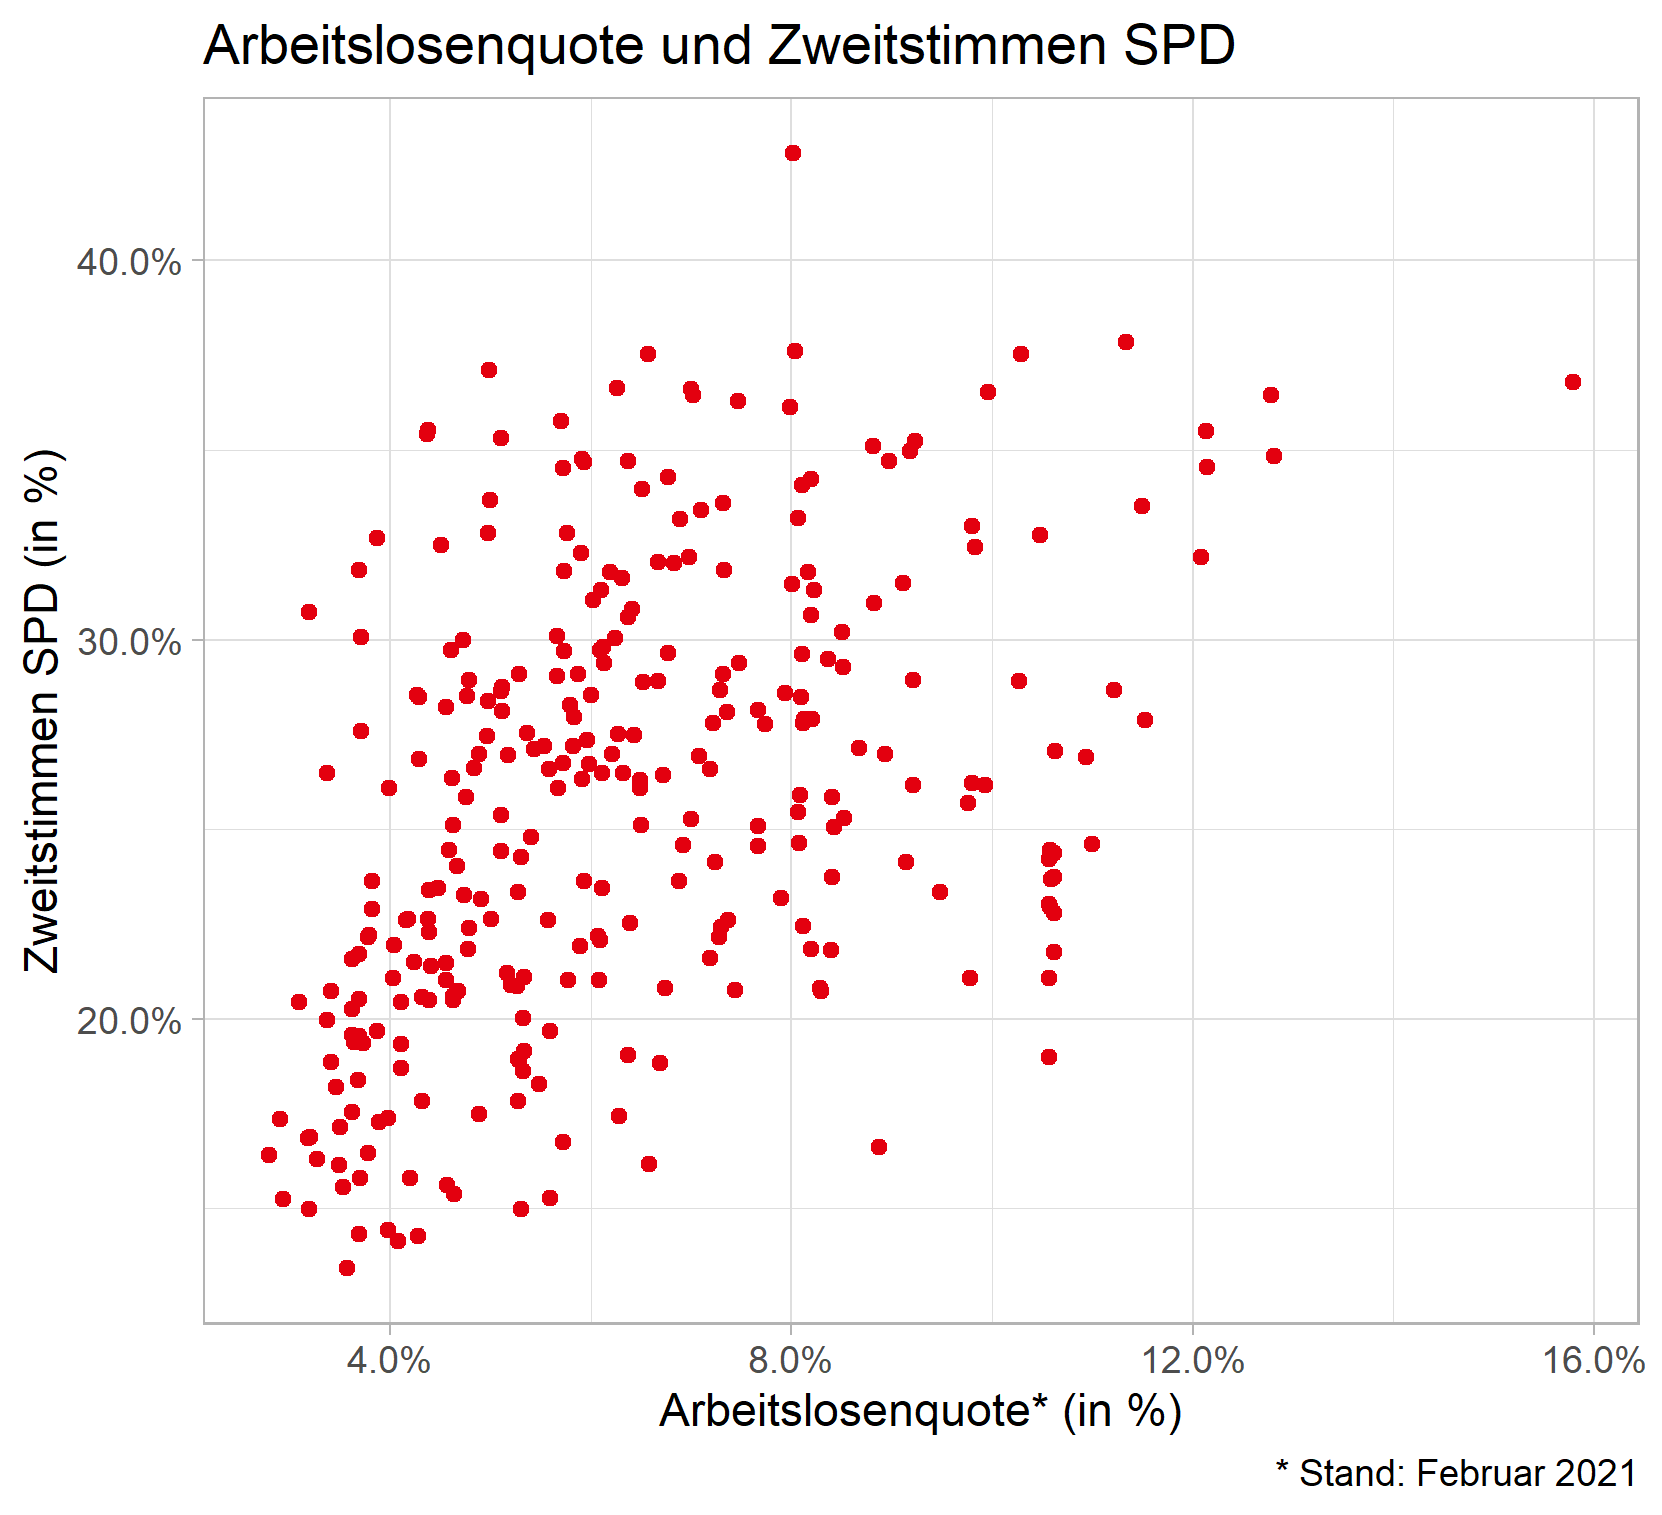 Arbeitslosenquote und Zweitstimmen SPD
Zweitstimmen SPD (in %)
40.0%
30.0%
20.0%
4.0%
8.0%
12.0%
16.0%
Arbeitslosenquote* (in %)
* Stand: Februar 2021